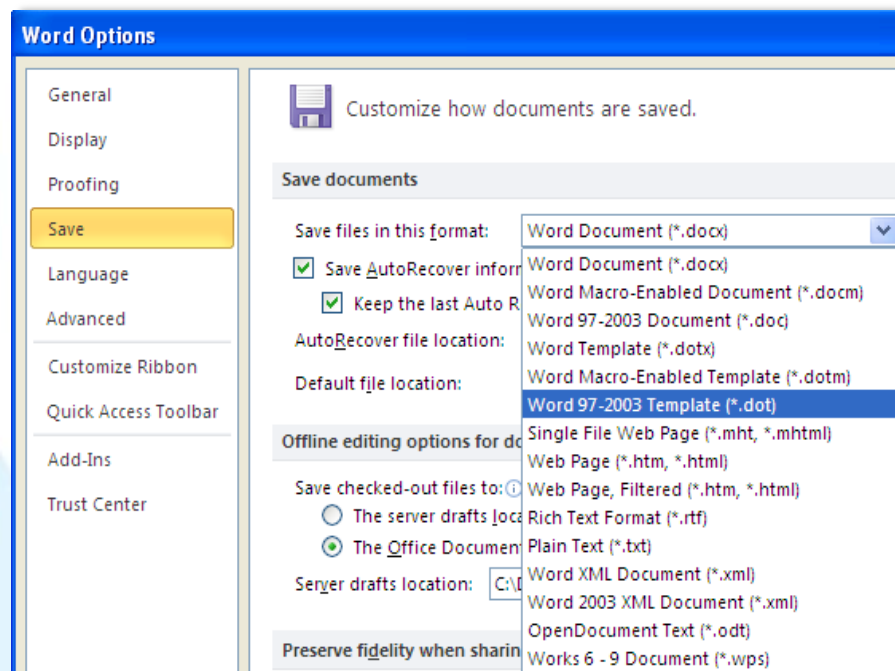 Word Options
General
Display
Proofing
Save
Language
Advanced
Customize Ribbon
Quick Access Toolbar
Add-Ins
Trust Center
Customize how documents are saved.
Save documents
Save files in this format: Word Document (*.docx)
Save AutoRecover inforr
Keep the last Auto R
AutoRecover file location:
Default file location:
Word Document (*.docx)
Word Macro-Enabled Document (*.docm)
Word 97-2003 Document (*.doc)
Word Template (*.dotx)
Word Macro-Enabled Template (*.dotm)
Word 97-2003 Template (*.dot)
Single File Web Page (*.mht, *.mhtml)
Web Page (*.htm, *.html)
Web Page, Filtered (*.htm, *.html)
Rich Text Format (*.rtf)
Plain Text (*.txt)
Word XML Document (*.xml)
Word 2003 XML Document (*.xml)
OpenDocument Text (*.odt)
Works 6 - 9 Document (*.wps)
Offline editing options for do
Save checked-out files to:
The server drafts loca
The Office Document
Server drafts location: C:\D
Preserve fidelity when sharin